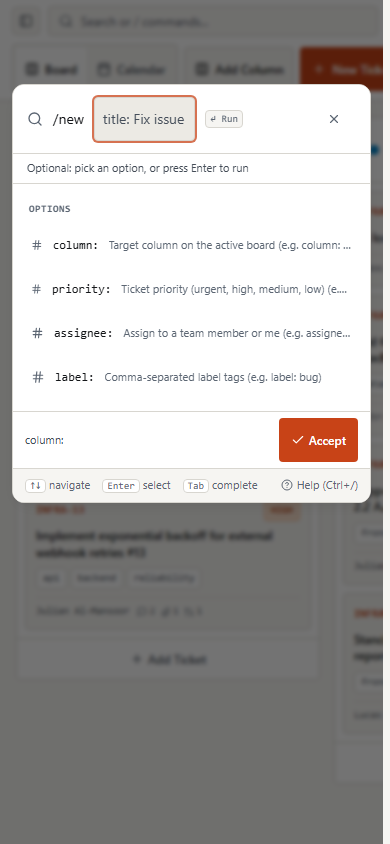 Search or / commands...
Board
Calendar
Add Column
+ New
/new title: Fix issue ↵ Run ×
Optional: pick an option, or press Enter to run
OPTIONS
# column: Target column on the active board (e.g. column: ...
# priority: Ticket priority (urgent, high, medium, low) (e....
# assignee: Assign to a team member or me (e.g. assigne...
# label: Comma-separated label tags (e.g. label: bug)
column:
✓ Accept
↑↓ navigate Enter select Tab complete ? Help (Ctrl+/)
Implement exponential backoff for external
webhook retries
api backend reliability
+ Add Ticket